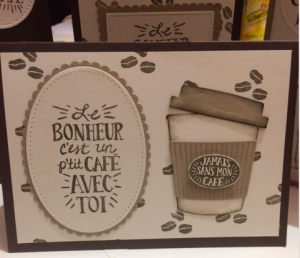 Le
BONHEUR
c'est un
p'tit CAFÉ
AVEC
TOI
JAMAIS
SANS MON
CAFÉ